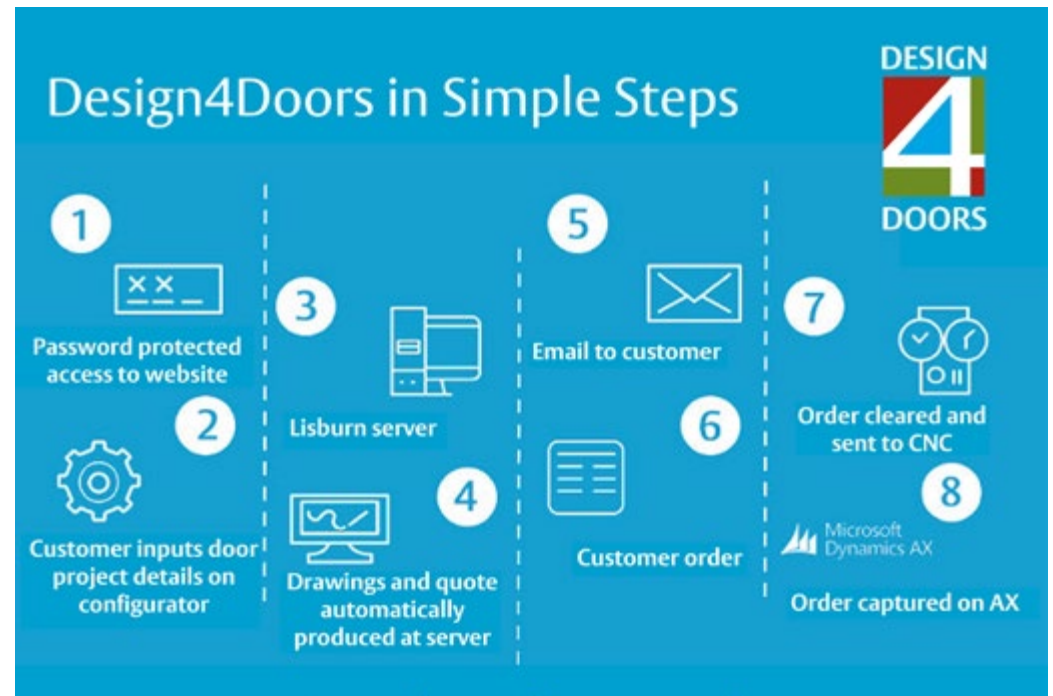 Design4Doors in Simple Steps
DESIGN
4
DOORS
1
Password protected
access to website
2
Customer inputs door
project details on
configurator
3
Lisburn server
4
Drawings and quote
automatically
produced at server
5
Email to customer
6
Customer order
7
Order cleared and
sent to CNC
8
Microsoft
Dynamics AX
Order captured on AX